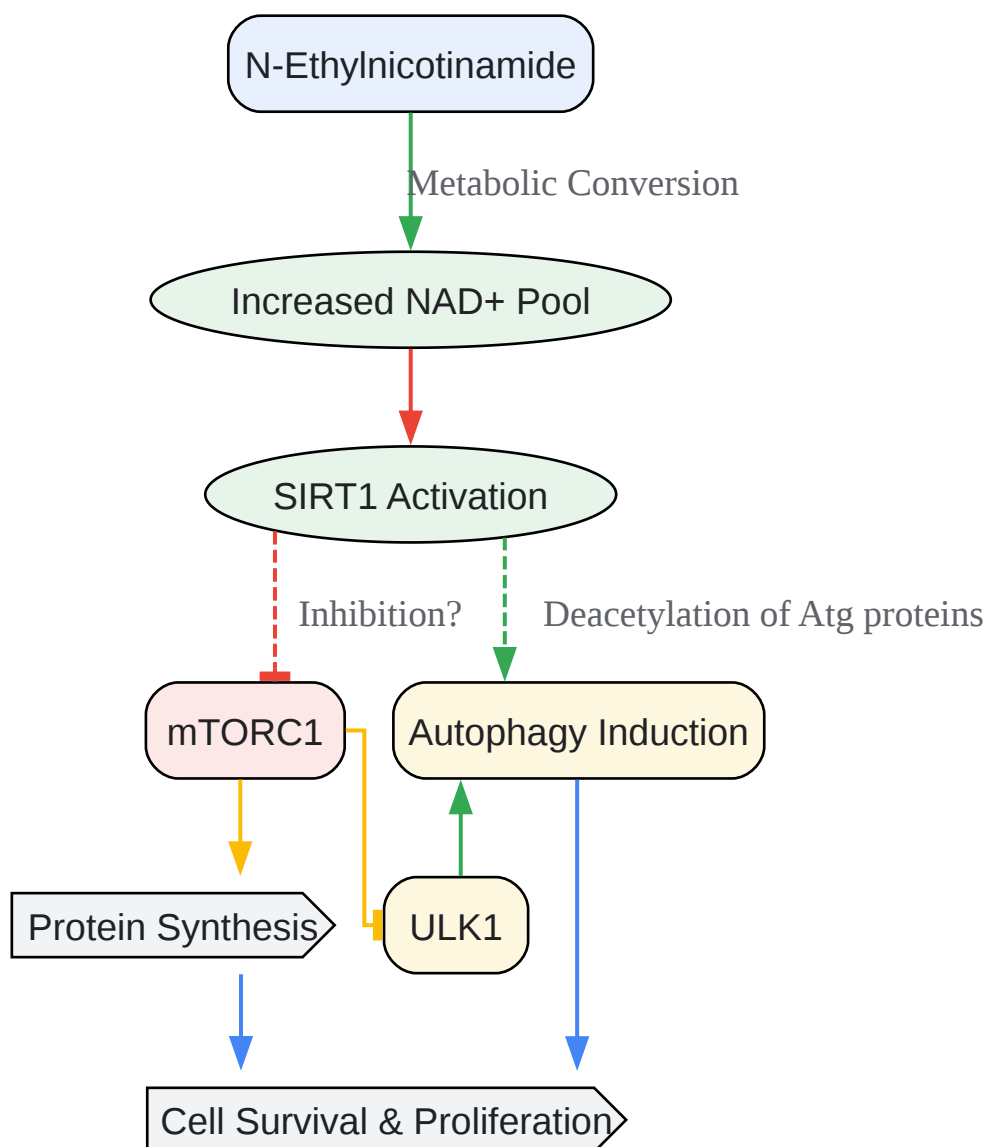 N-Ethylnicotinamide
Metabolic Conversion
Increased NAD+ Pool
SIRT1 Activation
Inhibition?
Deacetylation of Atg proteins
mTORC1
Autophagy Induction
Protein Synthesis
ULK1
Cell Survival & Proliferation